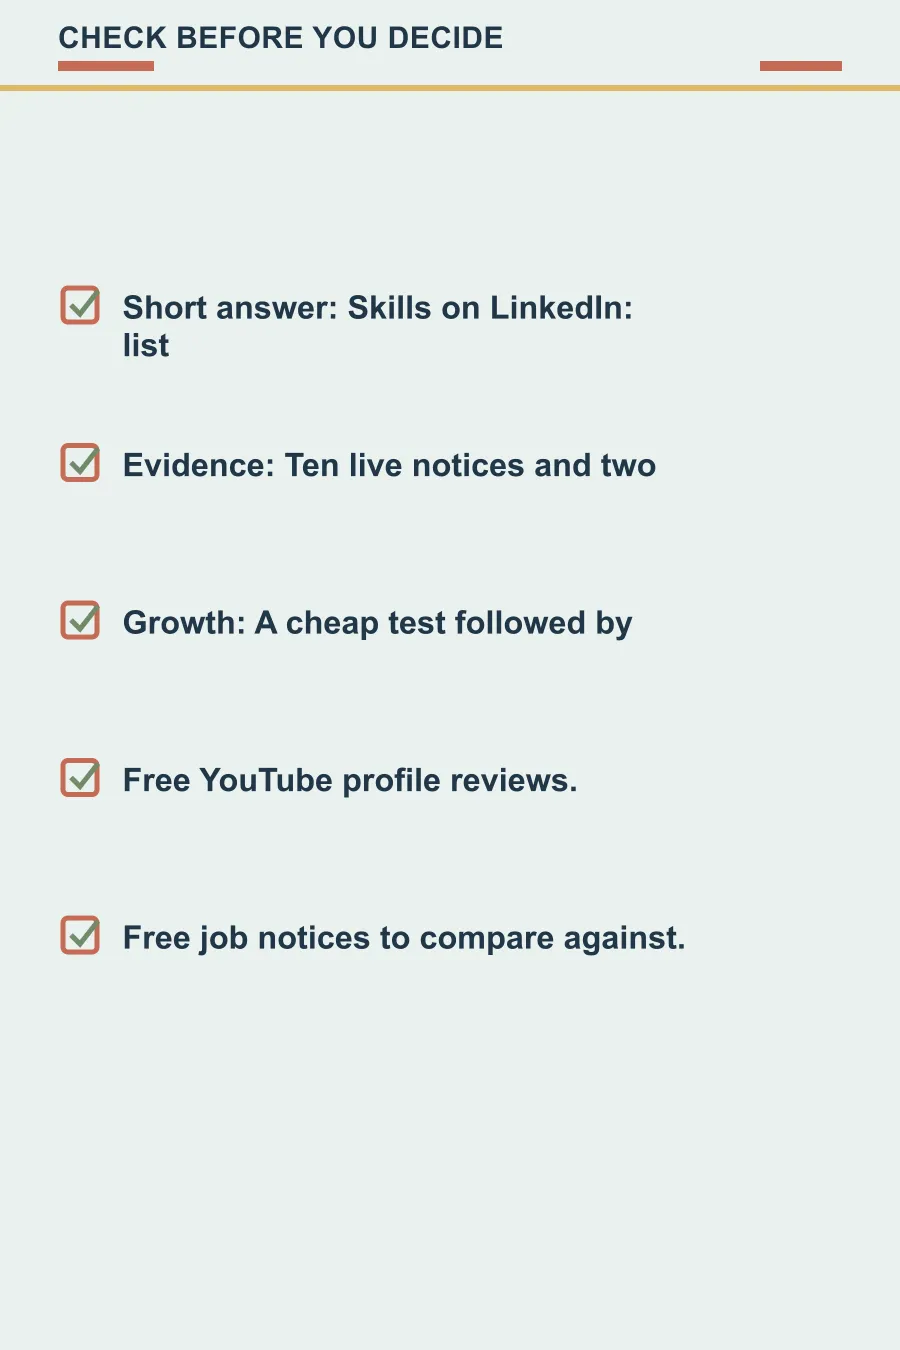 CHECK BEFORE YOU DECIDE
Short answer: Skills on LinkedIn:
list
Evidence: Ten live notices and two
Growth: A cheap test followed by
Free YouTube profile reviews.
Free job notices to compare against.